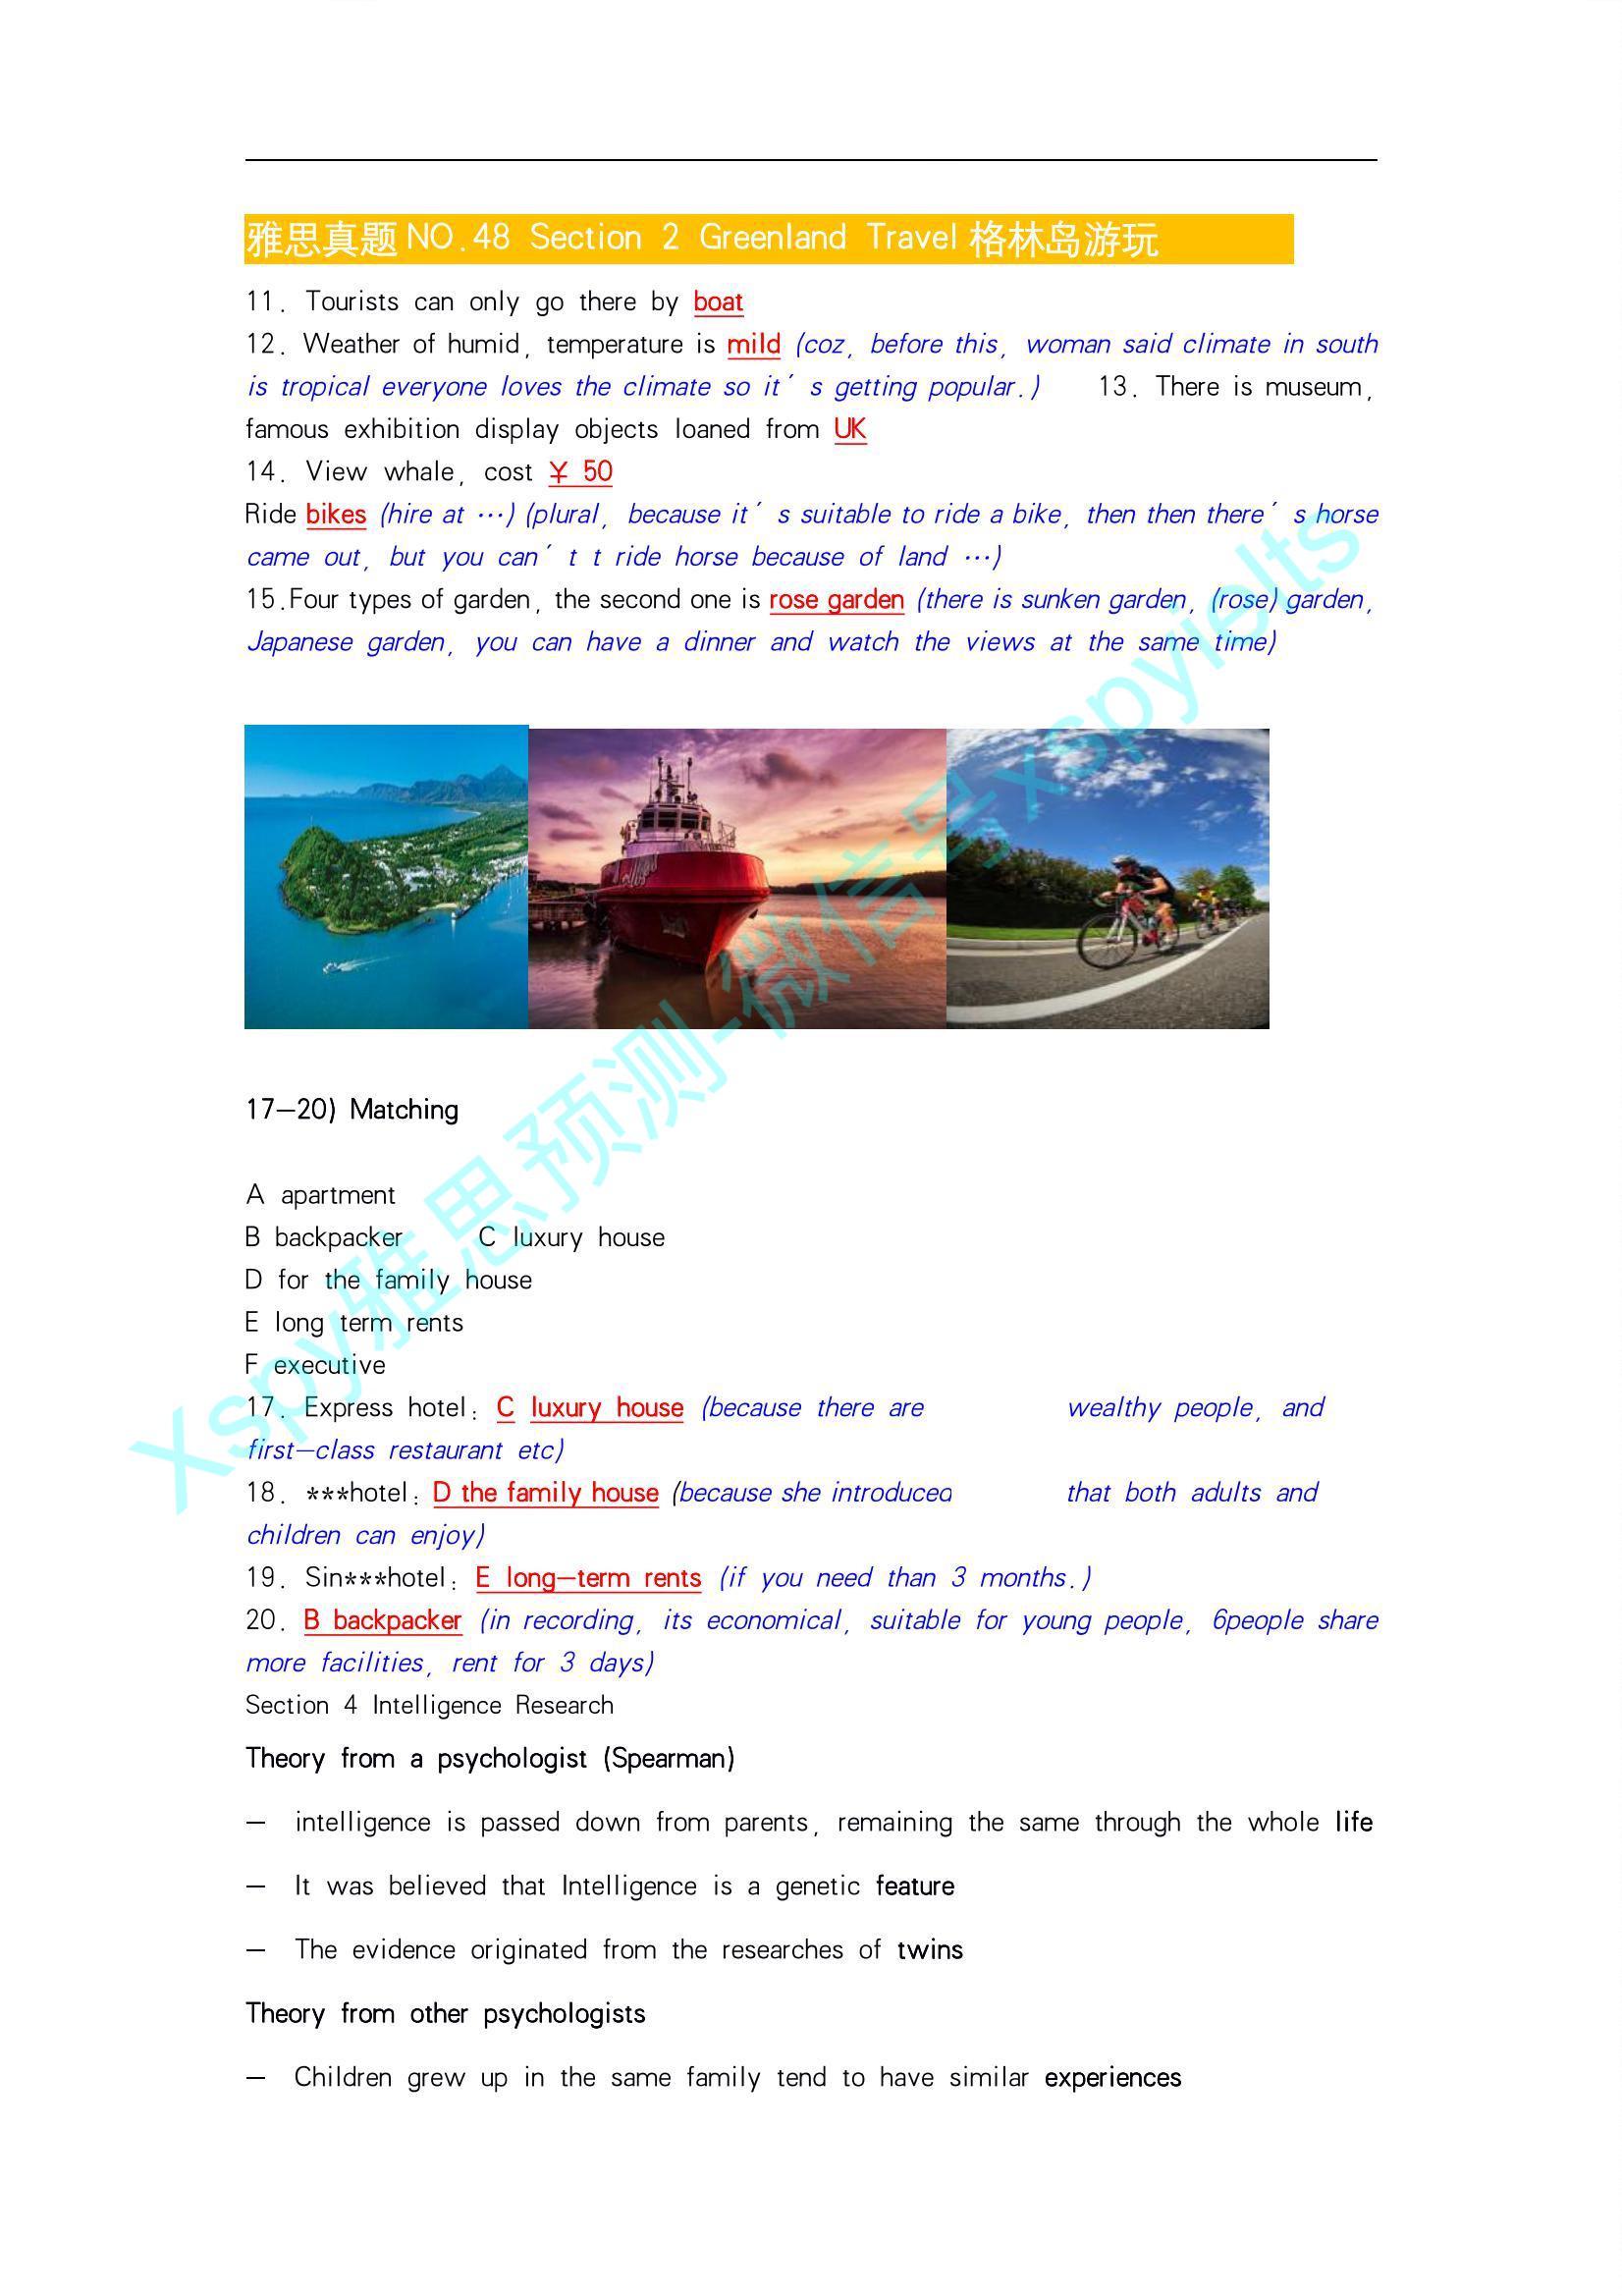 雅思真题 NO.48 Section 2 Greenland Travel 格林岛游玩
11. Tourists can only go there by boat
12. Weather of humid, temperature is mild (coz, before this, woman said climate in south
is tropical everyone loves the climate so it´ s getting popular.) 13. There is museum,
famous exhibition display objects loaned from UK
14. View whale, cost ¥ 50
Ride bikes (hire at …) (plural, because it´ s suitable to ride a bike, then then there´ s horse
came out, but you can´ t t ride horse because of land …)
15.Four types of garden, the second one is rose garden (there is sunken garden, (rose) garden,
Japanese garden, you can have a dinner and watch the views at the same time)
17—20) Matching
A apartment
B backpacker C luxury house
D for the family house
E long term rents
F executive
17. Express hotel: C luxury house (because there are wealthy people, and
first—class restaurant etc)
18. ***hotel: D the family house (because she introduced that both adults and
children can enjoy)
19. Sin***hotel: E long—term rents (if you need than 3 months.)
20. B backpacker (in recording, its economical, suitable for young people, 6people share
more facilities, rent for 3 days)
Section 4 Intelligence Research
Theory from a psychologist (Spearman)
— intelligence is passed down from parents, remaining the same through the whole life
— It was believed that Intelligence is a genetic feature
— The evidence originated from the researches of twins
Theory from other psychologists
— Children grew up in the same family tend to have similar experiences
Xspy雅思预测-微信号xspyielts